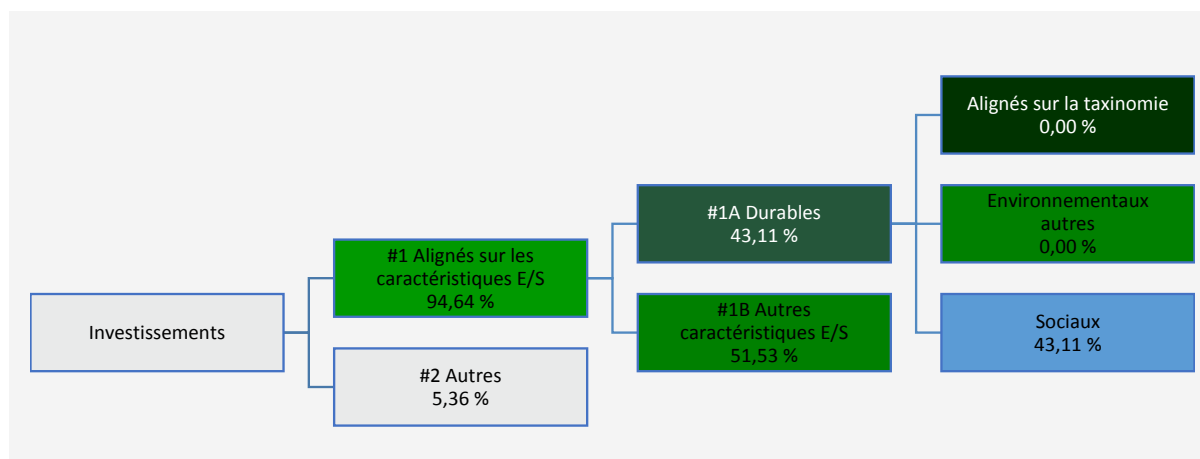 Investissements
#1 Alignés sur les
caractéristiques E/S
94,64 %
#2 Autres
5,36 %
#1A Durables
43,11 %
#1B Autres
caractéristiques E/S
51,53 %
Alignés sur la taxinomie
0,00 %
Environnementaux
autres
0,00 %
Sociaux
43,11 %